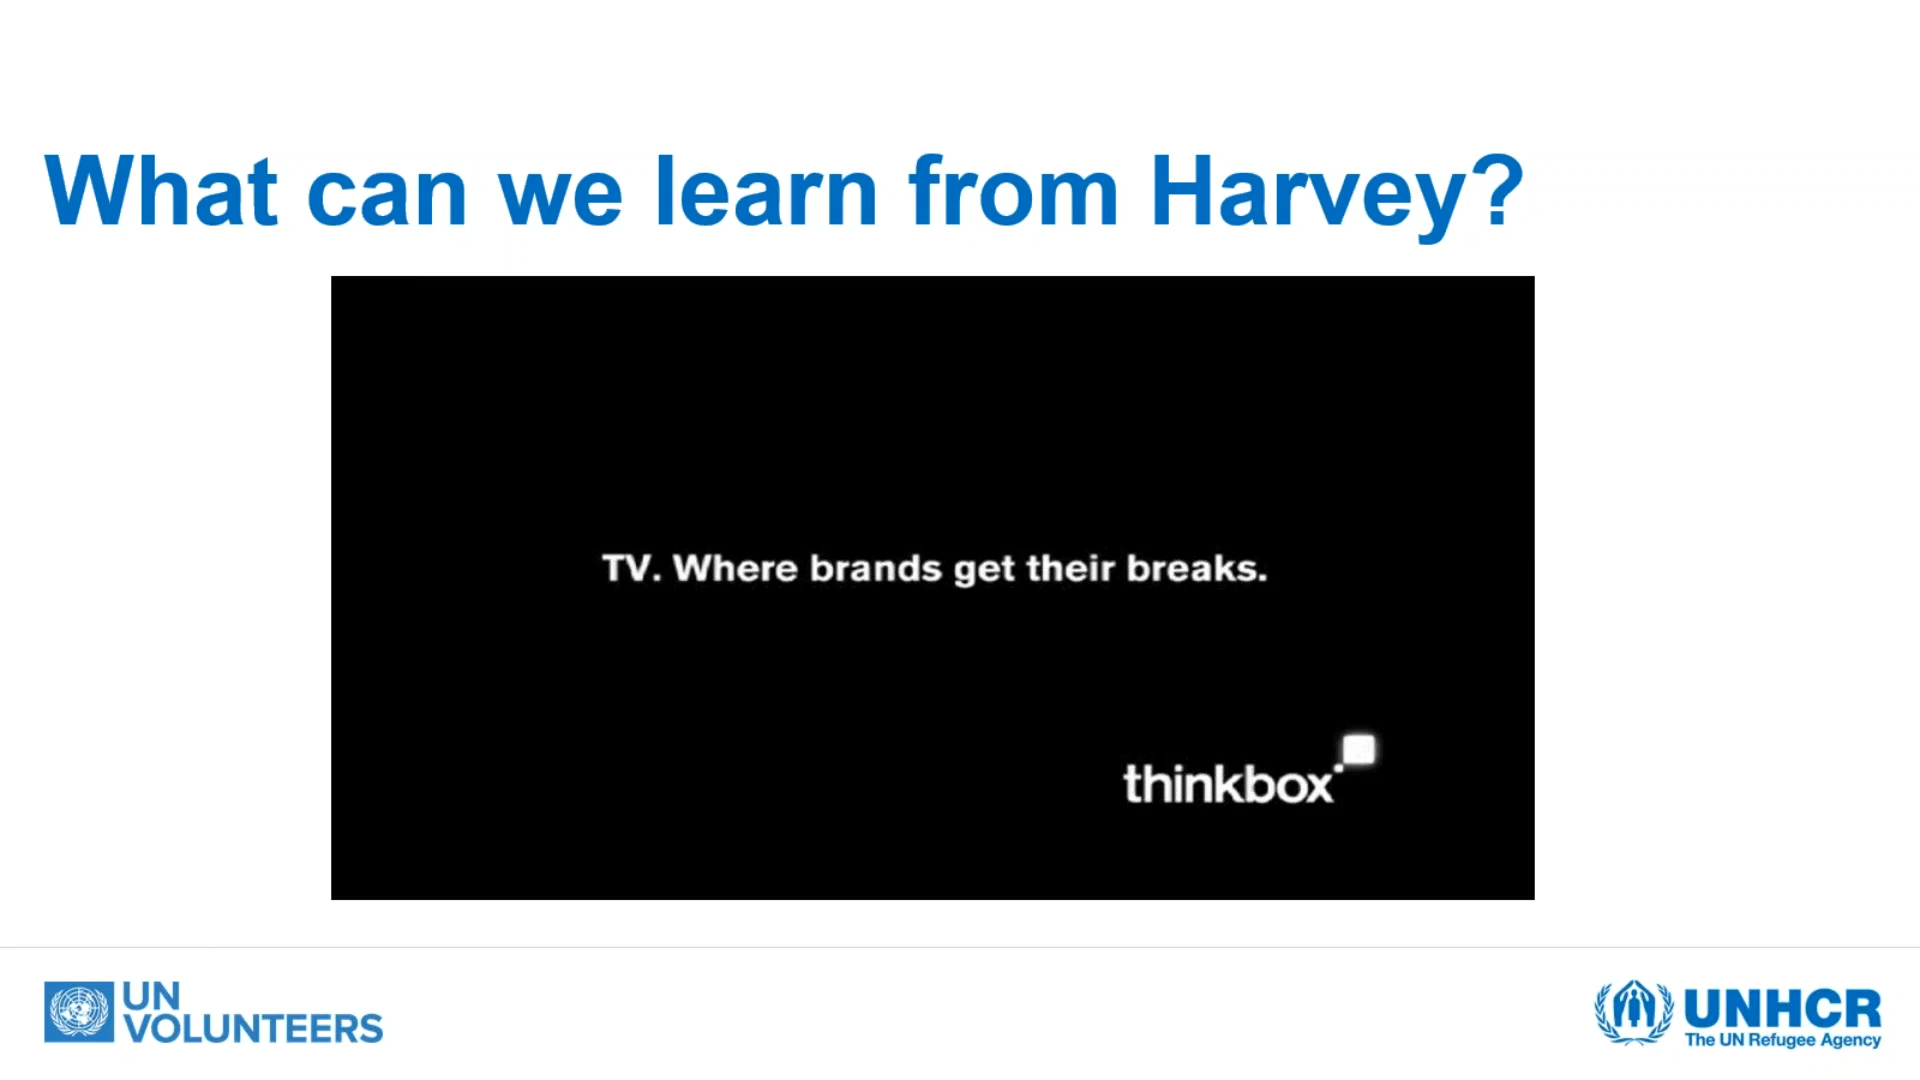 What can we learn from Harvey?
TV. Where brands get their breaks.
thinkbox
UN
VOLUNTEERS
UNHCR
The UN Refugee Agency